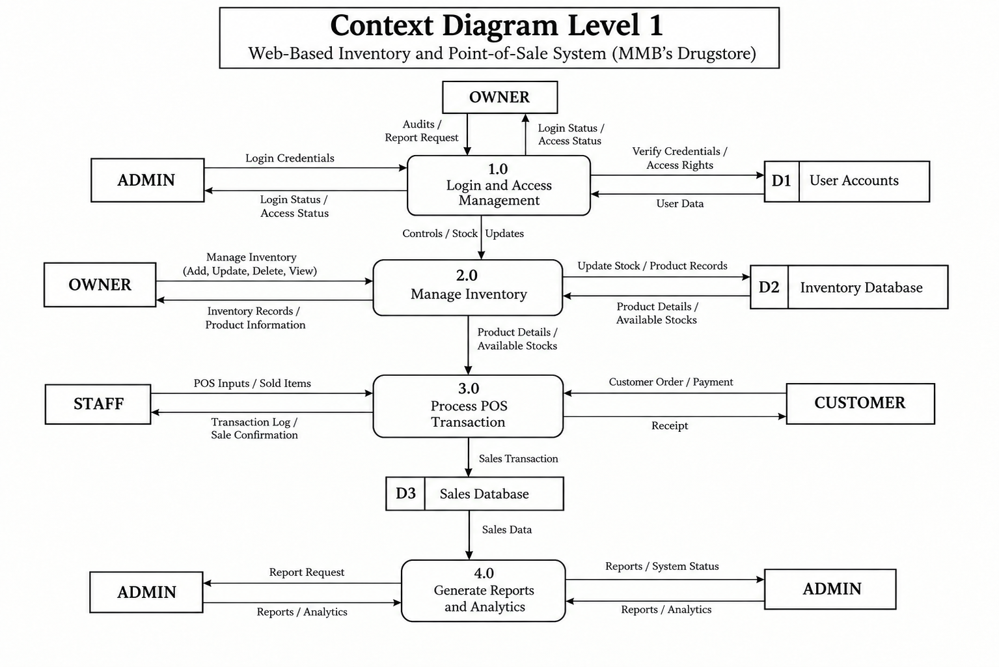 Context Diagram Level 1
Web-Based Inventory and Point-of-Sale System (MMB's Drugstore)
OWNER
Audits /
Report Request
Login Status /
Access Status
ADMIN
Login Credentials
Login Status /
Access Status
1.0
Login and Access
Management
Verify Credentials /
Access Rights
User Data
D1 User Accounts
Controls / Stock Updates
OWNER
Manage Inventory
(Add, Update, Delete, View)
Inventory Records /
Product Information
2.0
Manage Inventory
Update Stock / Product Records
Product Details /
Available Stocks
D2 Inventory Database
Product Details /
Available Stocks
STAFF
POS Inputs / Sold Items
Transaction Log /
Sale Confirmation
3.0
Process POS
Transaction
Customer Order / Payment
Receipt
CUSTOMER
Sales Transaction
D3 Sales Database
Sales Data
ADMIN
Report Request
Reports / Analytics
4.0
Generate Reports
and Analytics
Reports / System Status
Reports / Analytics
ADMIN